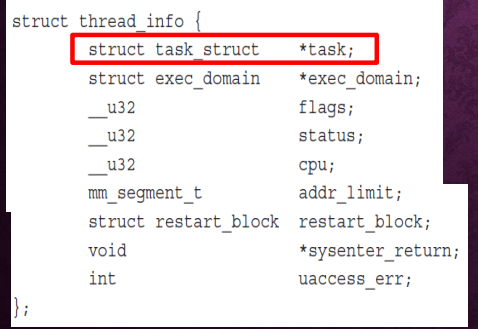 struct thread_info {
struct task_struct *task;
struct exec_domain *exec_domain;
__u32 flags;
__u32 status;
__u32 cpu;
mm_segment_t addr_limit;
struct restart_block restart_block;
void *sysenter_return;
int uaccess_err;
};